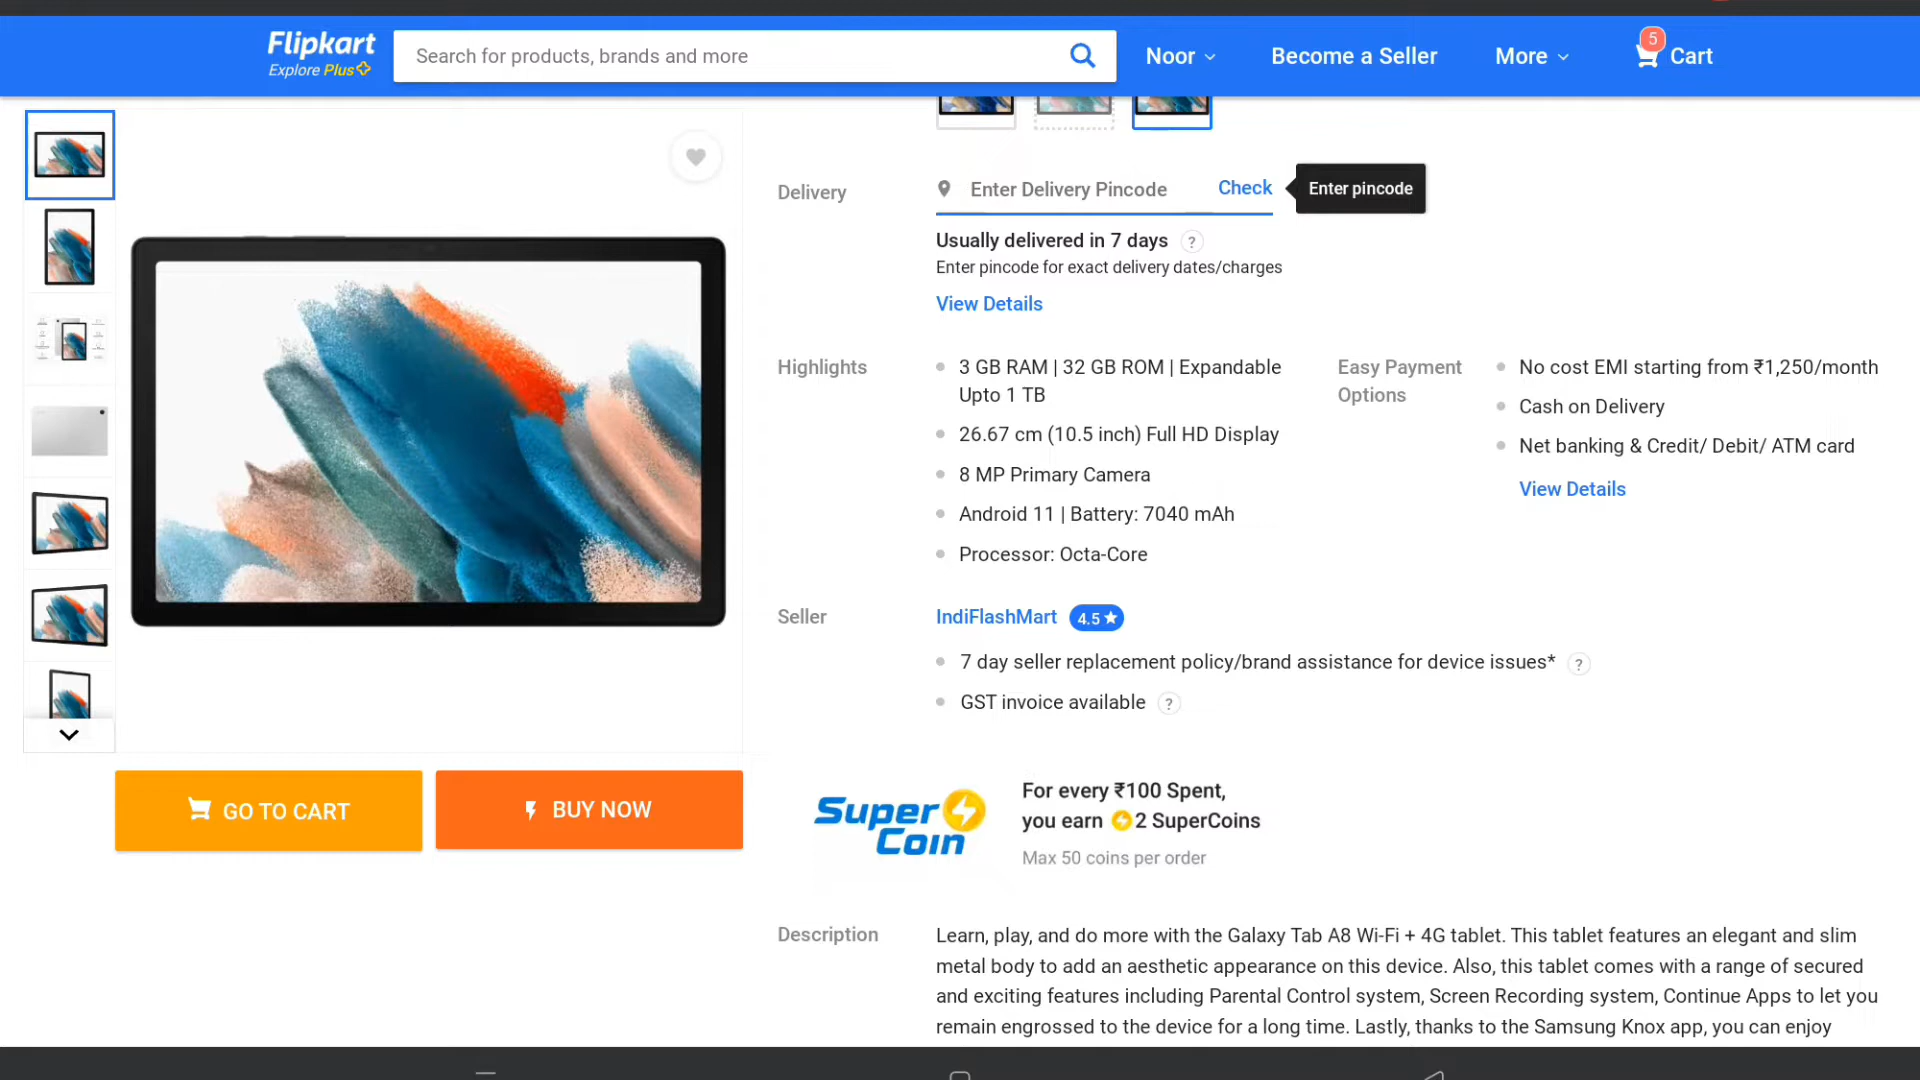 Flipkart
Explore Plus
Search for products, brands and more
Noor
Become a Seller
More
5
Cart
Delivery
Enter Delivery Pincode
Check
Enter pincode
Usually delivered in 7 days ?
Enter pincode for exact delivery dates/charges
View Details
Highlights
3 GB RAM | 32 GB ROM | Expandable
Upto 1 TB
26.67 cm (10.5 inch) Full HD Display
8 MP Primary Camera
Android 11 | Battery: 7040 mAh
Processor: Octa-Core
Easy Payment
Options
No cost EMI starting from ₹1,250/month
Cash on Delivery
Net banking & Credit/ Debit/ ATM card
View Details
Seller
IndiFlashMart 4.5
7 day seller replacement policy/brand assistance for device issues* ?
GST invoice available ?
GO TO CART
BUY NOW
Super
Coin
For every ₹100 Spent,
you earn 2 SuperCoins
Max 50 coins per order
Description
Learn, play, and do more with the Galaxy Tab A8 Wi-Fi + 4G tablet. This tablet features an elegant and slim
metal body to add an aesthetic appearance on this device. Also, this tablet comes with a range of secured
and exciting features including Parental Control system, Screen Recording system, Continue Apps to let you
remain engrossed to the device for a long time. Lastly, thanks to the Samsung Knox app, you can enjoy